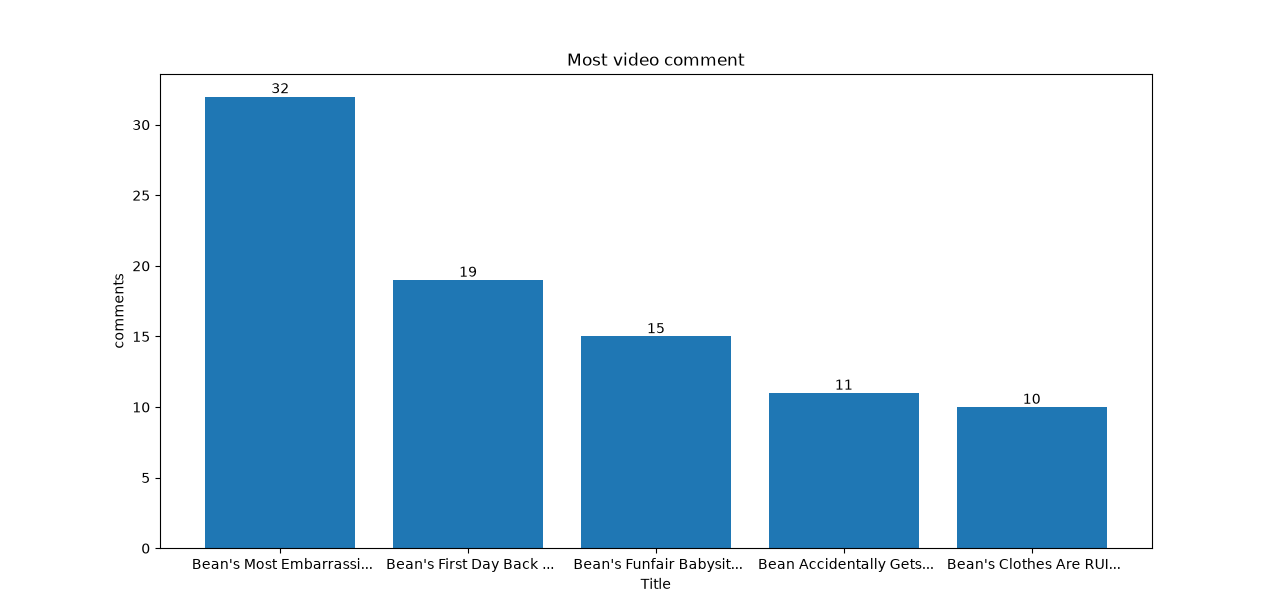 Most video comment
32
19
15
11
10
30
25
20
15
10
5
0
comments
Bean's Most Embarrassi...
Bean's First Day Back ...
Bean's Funfair Babysit...
Bean Accidentally Gets...
Bean's Clothes Are RUI...
Title